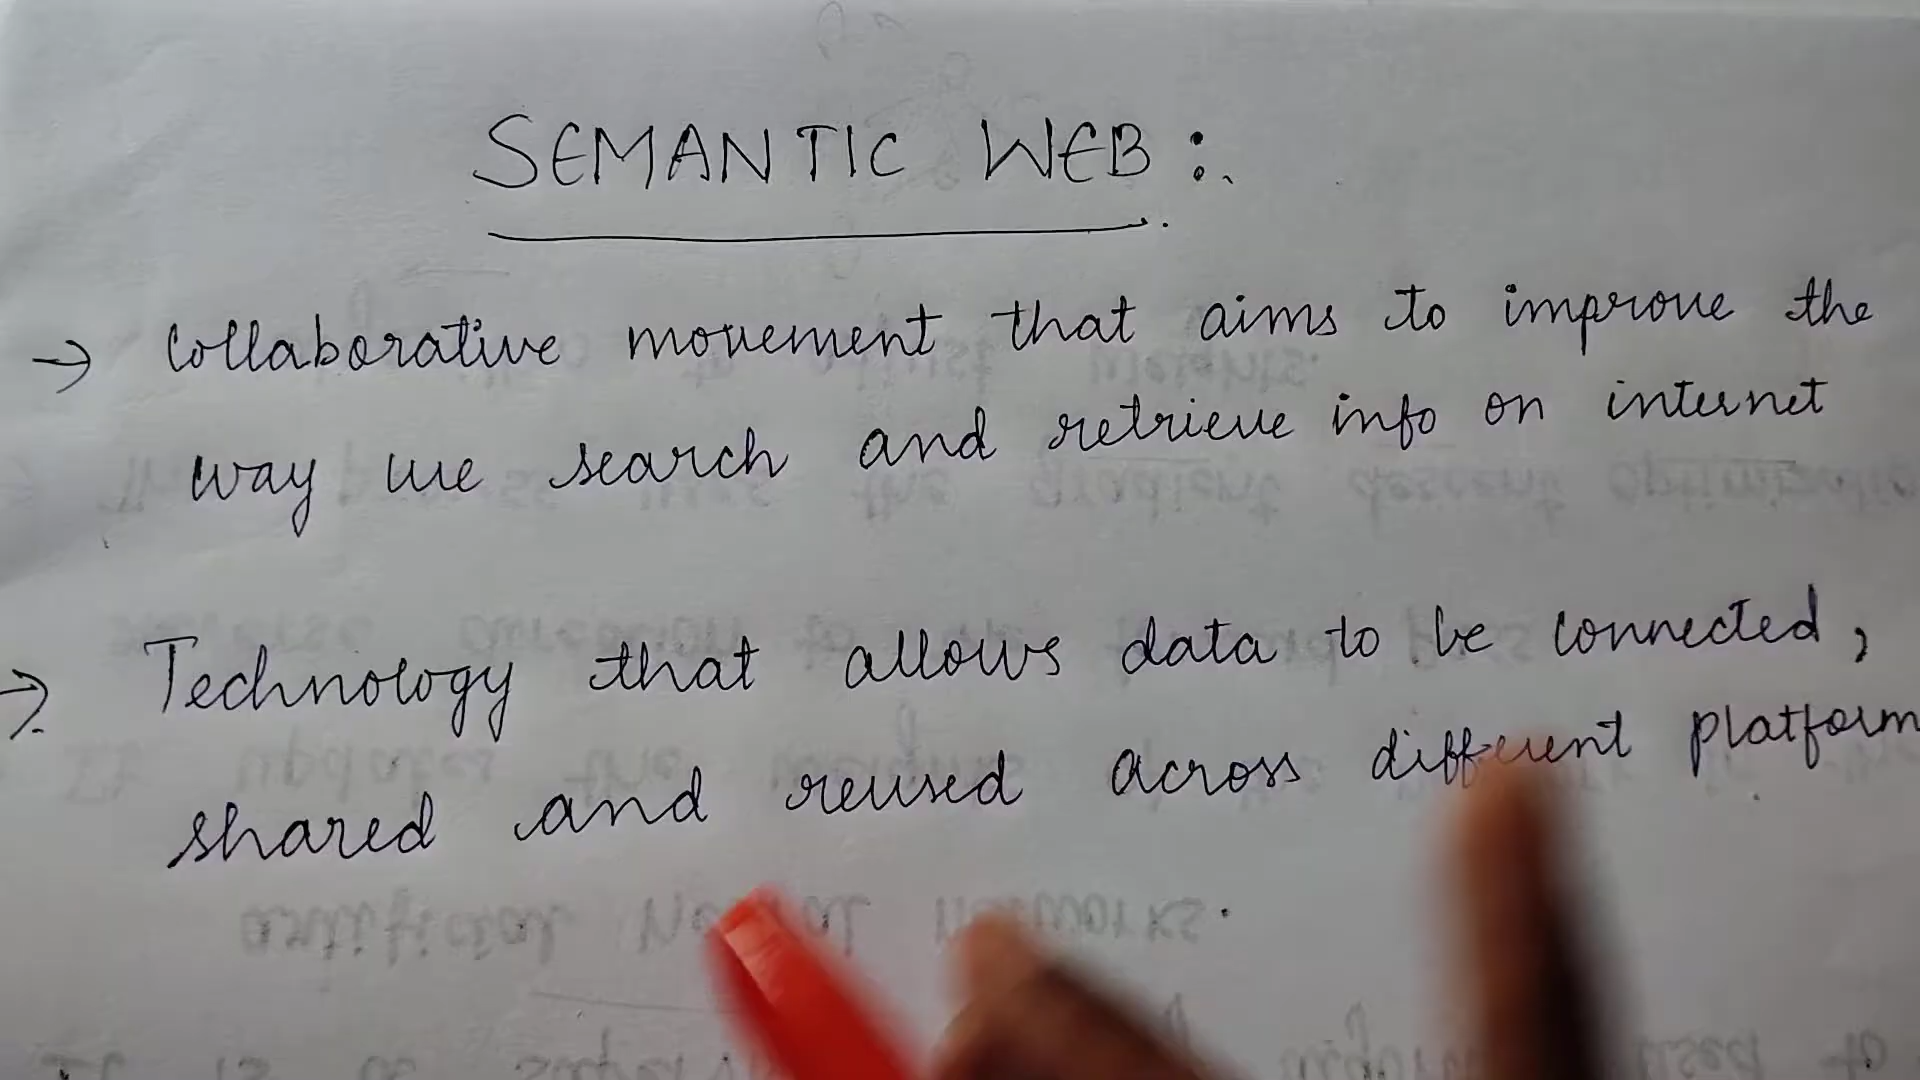 SEMANTIC WEB :
→ Collaborative movement that aims to improve the
way we search and retrieve info on internet
→ Technology that allows data to be connected,
shared and reused across different platform